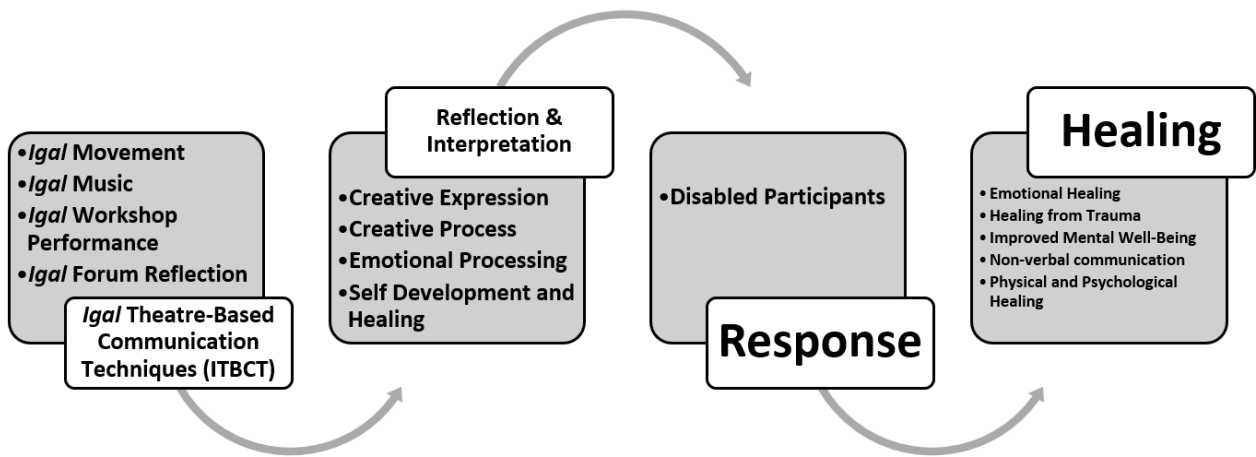 •Igal Movement
•Igal Music
•Igal Workshop
Performance
•Igal Forum Reflection
Igal Theatre-Based
Communication
Techniques (ITBCT)
Reflection &
Interpretation
•Creative Expression
•Creative Process
•Emotional Processing
•Self Development and
Healing
•Disabled Participants
Response
Healing
•Emotional Healing
•Healing from Trauma
•Improved Mental Well-Being
•Non-verbal communication
•Physical and Psychological
Healing